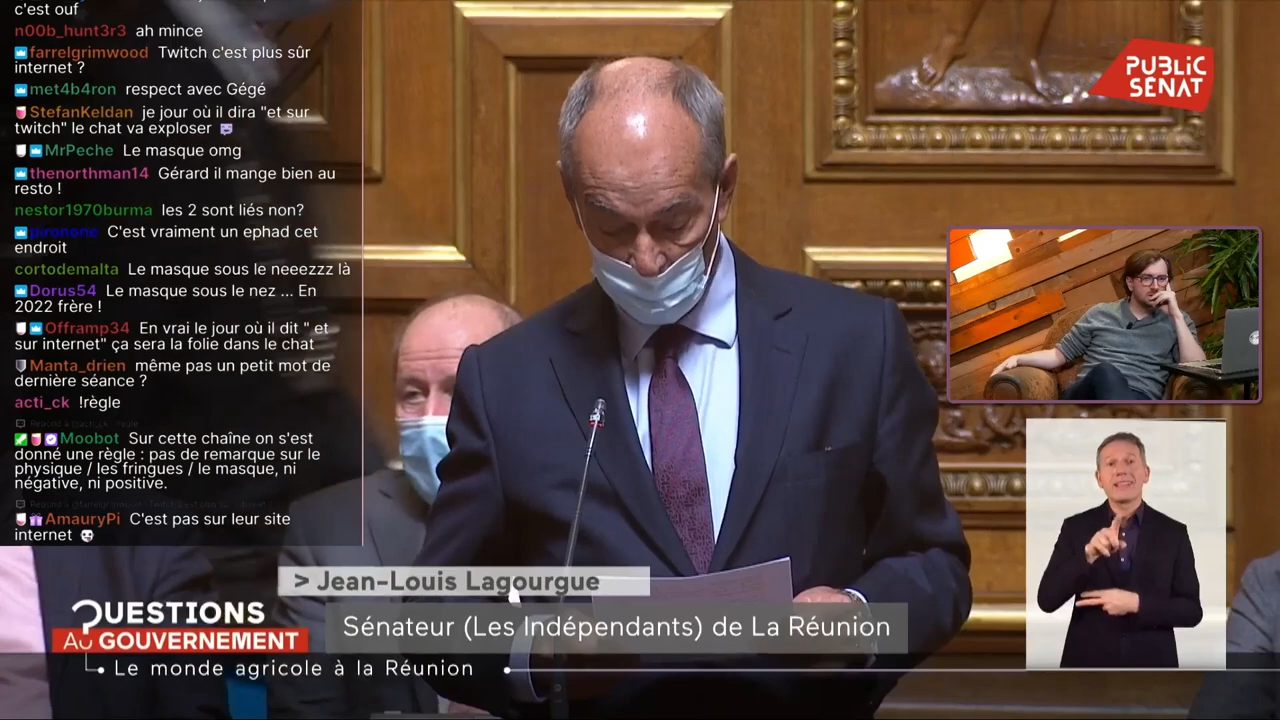 c'est ouf
n00b_hunt3r3 ah mince
farrelgrimwood Twitch c'est plus sûr
internet ?
met4b4ron respect avec Gégé
StefanKeldan je jour où il dira "et sur
twitch" le chat va exploser
MrPeche Le masque omg
thenorthman14 Gérard il mange bien au
resto !
nestor1970burma les 2 sont liés non?
C'est vraiment un ephad cet
endroit
cortodemalta Le masque sous le neeezzz là
Dorus54 Le masque sous le nez ... En
2022 frère !
Offramp34 En vrai le jour où il dit " et
sur internet" ça sera la folie dans le chat
Manta_drien même pas un petit mot de
dernière séance ?
acti_ck !règle
Moobot Sur cette chaîne on s'est
donné une règle : pas de remarque sur le
physique / les fringues / le masque, ni
négative, ni positive.
AmauryPi C'est pas sur leur site
internet
PUBLIC
SÉNAT
> Jean-Louis Lagourgue
Sénateur (Les Indépendants) de La Réunion
QUESTIONS
AU GOUVERNEMENT
Le monde agricole à la Réunion